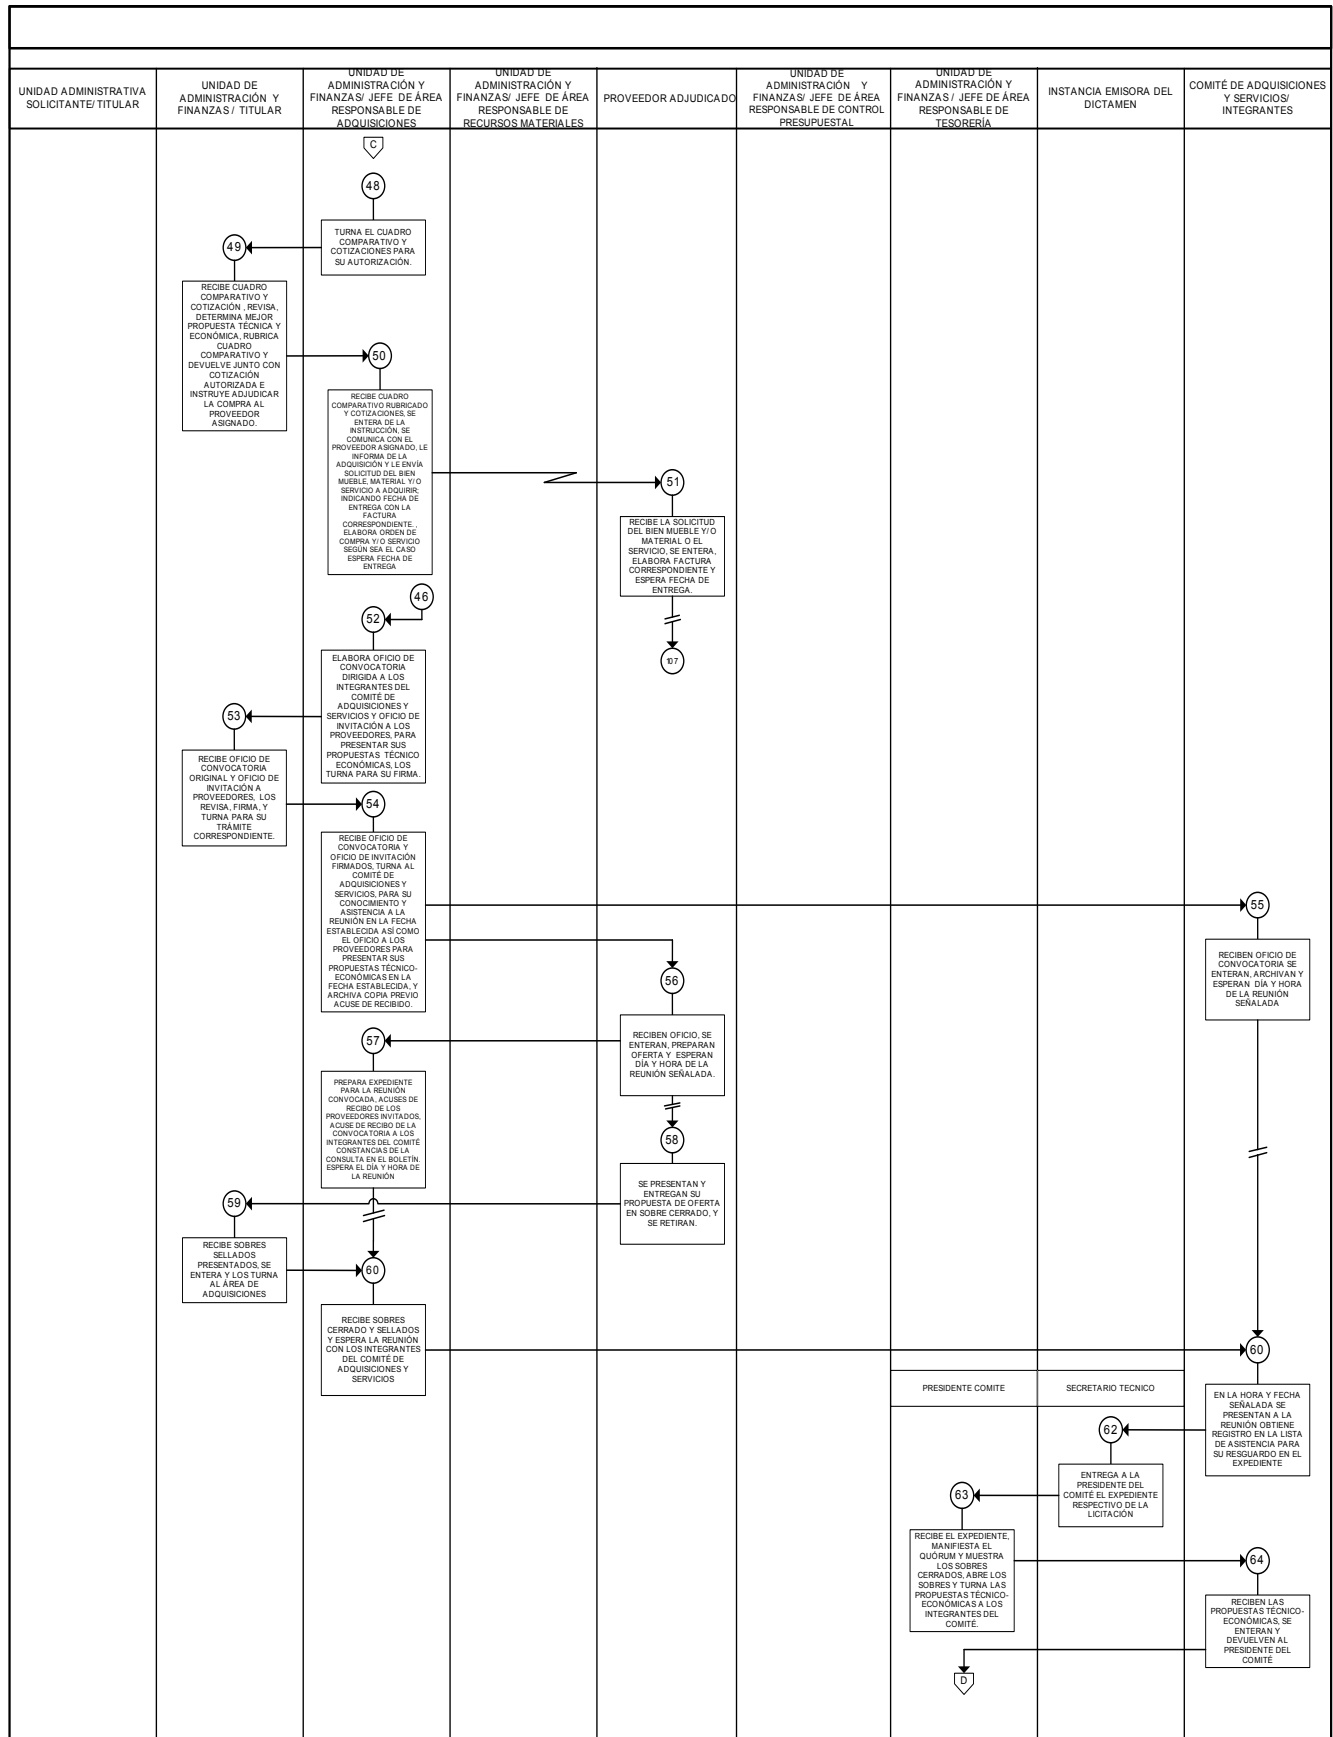 UNIDAD ADMINISTRATIVA
SOLICITANTE/ TITULAR
UNIDAD DE
ADMINISTRACIÓN Y
FINANZAS / TITULAR
UNIDAD DE
ADMINISTRACIÓN Y
FINANZAS/ JEFE DE ÁREA
RESPONSABLE DE
ADQUISICIONES
UNIDAD DE
ADMINISTRACIÓN Y
FINANZAS/ JEFE DE ÁREA
RESPONSABLE DE
RECURSOS MATERIALES
PROVEEDOR ADJUDICADO
UNIDAD DE
ADMINISTRACIÓN Y
FINANZAS/ JEFE DE ÁREA
RESPONSABLE DE CONTROL
PRESUPUESTAL
UNIDAD DE
ADMINISTRACIÓN Y
FINANZAS / JEFE DE ÁREA
RESPONSABLE DE
TESORERÍA
INSTANCIA EMISORA DEL
DICTAMEN
COMITÉ DE ADQUISICIONES
Y SERVICIOS/
INTEGRANTES
C
48
TURNA EL CUADRO
COMPARATIVO Y
COTIZACIONES PARA
SU AUTORIZACIÓN.
49
RECIBE CUADRO
COMPARATIVO Y
COTIZACIÓN , REVISA,
DETERMINA MEJOR
PROPUESTA TÉCNICA Y
ECONÓMICA, RUBRICA
CUADRO
COMPARATIVO Y
DEVUELVE JUNTO CON
COTIZACIÓN
AUTORIZADA E
INSTRUYE ADJUDICAR
LA COMPRA AL
PROVEEDOR
ASIGNADO.
50
RECIBE CUADRO
COMPARATIVO RUBRICADO
Y COTIZACIONES, SE
ENTERA DE LA
INSTRUCCIÓN, SE
COMUNICA CON EL
PROVEEDOR ASIGNADO, LE
INFORMA DE LA
ADQUISICIÓN Y LE ENVÍA
SOLICITUD DEL BIEN
MUEBLE, MATERIAL Y/ O
SERVICIO A ADQUIRIR;
INDICANDO FECHA DE
ENTREGA CON LA
FACTURA
CORRESPONDIENTE. ,
ELABORA ORDEN DE
COMPRA Y/ O SERVICIO
SEGÚN SEA EL CASO
ESPERA FECHA DE
ENTREGA
51
RECIBE LA SOLICITUD
DEL BIEN MUEBLE Y/ O
MATERIAL O EL
SERVICIO, SE ENTERA,
ELABORA FACTURA
CORRESPONDIENTE Y
ESPERA FECHA DE
ENTREGA.
107
46
52
ELABORA OFICIO DE
CONVOCATORIA
DIRIGIDA A LOS
INTEGRANTES DEL
COMITÉ DE
ADQUISICIONES Y
SERVICIOS Y OFICIO DE
INVITACIÓN A LOS
PROVEEDORES, PARA
PRESENTAR SUS
PROPUESTAS TÉCNICO
ECONÓMICAS, LOS
TURNA PARA SU FIRMA.
53
RECIBE OFICIO DE
CONVOCATORIA
ORIGINAL Y OFICIO DE
INVITACIÓN A
PROVEEDORES, LOS
REVISA, FIRMA, Y
TURNA PARA SU
TRÁMITE
CORRESPONDIENTE.
54
RECIBE OFICIO DE
CONVOCATORIA Y
OFICIO DE INVITACIÓN
FIRMADOS, TURNA AL
COMITÉ DE
ADQUISICIONES Y
SERVICIOS, PARA SU
CONOCIMIENTO Y
ASISTENCIA A LA
REUNIÓN EN LA FECHA
ESTABLECIDA ASÍ COMO
EL OFICIO A LOS
PROVEEDORES PARA
PRESENTAR SUS
PROPUESTAS TÉCNICO-
ECONÓMICAS EN LA
FECHA ESTABLECIDA, Y
ARCHIVA COPIA PREVIO
ACUSE DE RECIBIDO.
55
RECIBEN OFICIO DE
CONVOCATORIA SE
ENTERAN, ARCHIVAN Y
ESPERAN DÍA Y HORA
DE LA REUNIÓN
SEÑALADA
56
RECIBEN OFICIO, SE
ENTERAN, PREPARAN
OFERTA Y ESPERAN
DÍA Y HORA DE LA
REUNIÓN SEÑALADA.
57
PREPARA EXPEDIENTE
PARA LA REUNIÓN
CONVOCADA, ACUSES DE
RECIBO DE LOS
PROVEEDORES INVITADOS,
ACUSE DE RECIBO DE LA
CONVOCATORIA A LOS
INTEGRANTES DEL COMITÉ
CONSTANCIAS DE LA
CONSULTA EN EL BOLETÍN.
ESPERA EL DÍA Y HORA DE
LA REUNIÓN
58
SE PRESENTAN Y
ENTREGAN SU
PROPUESTA DE OFERTA
EN SOBRE CERRADO, Y
SE RETIRAN.
59
RECIBE SOBRES
SELLADOS
PRESENTADOS, SE
ENTERA Y LOS TURNA
AL ÁREA DE
ADQUISICIONES
60
RECIBE SOBRES
CERRADO Y SELLADOS
Y ESPERA LA REUNIÓN
CON LOS INTEGRANTES
DEL COMITÉ DE
ADQUISICIONES Y
SERVICIOS
60
PRESIDENTE COMITE
SECRETARIO TECNICO
EN LA HORA Y FECHA
SEÑALADA SE
PRESENTAN A LA
REUNIÓN OBTIENE
REGISTRO EN LA LISTA
DE ASISTENCIA PARA
SU RESGUARDO EN EL
EXPEDIENTE
62
ENTREGA A LA
PRESIDENTE DEL
COMITÉ EL EXPEDIENTE
RESPECTIVO DE LA
LICITACIÓN
63
RECIBE EL EXPEDIENTE,
MANIFIESTA EL
QUÓRUM Y MUESTRA
LOS SOBRES
CERRADOS, ABRE LOS
SOBRES Y TURNA LAS
PROPUESTAS TÉCNICO-
ECONÓMICAS A LOS
INTEGRANTES DEL
COMITÉ.
64
RECIBEN LAS
PROPUESTAS TÉCNICO-
ECONÓMICAS, SE
ENTERAN Y
DEVUELVEN AL
PRESIDENTE DEL
COMITÉ
D